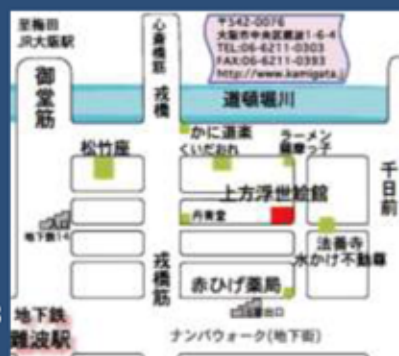 至梅田
JR大阪駅
御堂筋
心斎橋筋
戎橋
〒542-0076
大阪市中央区難波1-6-4
TEL:06-6211-0303
FAX:06-6211-0393
http://www.kamigata.j
道頓堀川
松竹座
かに道楽
くいだおれ
ラーメン
千日前
上方浮世絵館
地下鉄14
丹青堂
法善寺
水かけ不動尊
戎橋筋
赤ひげ薬局
出口
地下鉄
難波駅
ナンバウォーク(地下街)